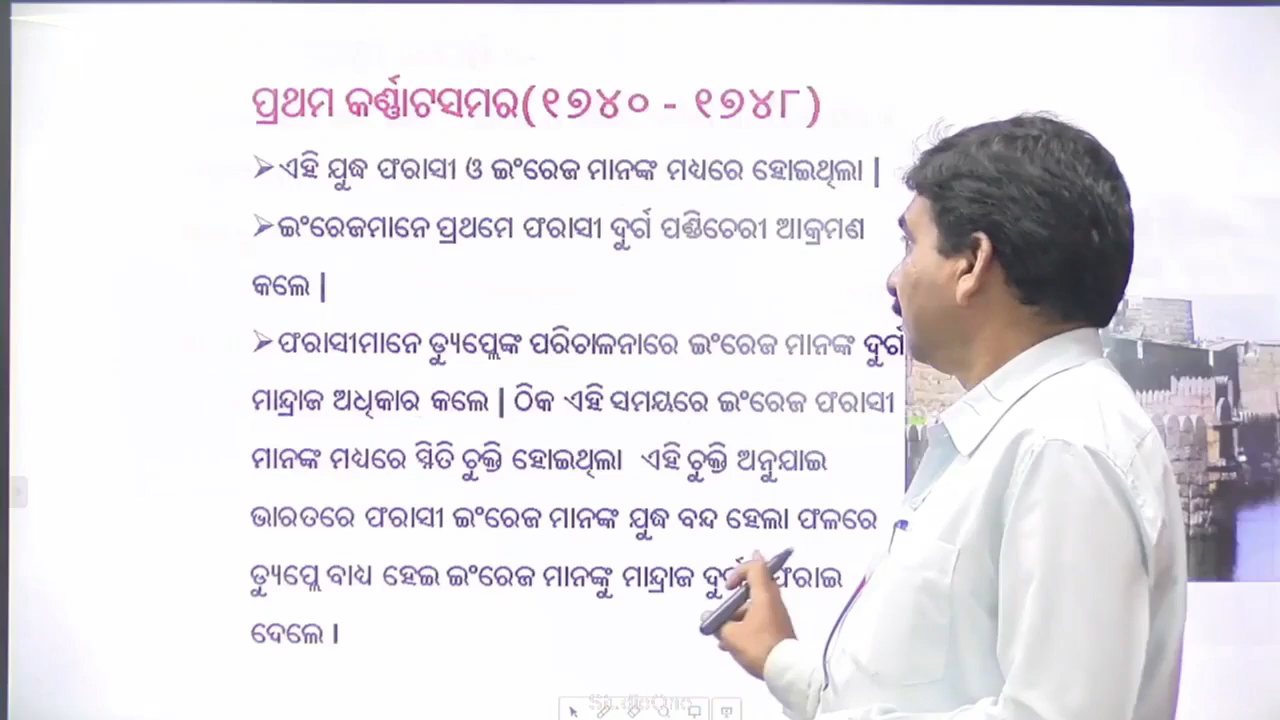 ପ୍ରଥମ କର୍ଣ୍ଣାଟସମର(୧୭୪୦ - ୧୭୪୮)
➢ଏହି ଯୁଦ୍ଧ ଫରାସୀ ଓ ଇଂରେଜ ମାନଙ୍କ ମଧ୍ୟରେ ହୋଇଥିଲା |
➢ଇଂରେଜମାନେ ପ୍ରଥମେ ଫରାସୀ ଦୁର୍ଗ ପଣ୍ଡିଚେରୀ ଆକ୍ରମଣ
କଲେ |
➢ଫରାସୀମାନେ ଡ୍ୟୁପ୍ଲେଙ୍କ ପରିଚାଳନାରେ ଇଂରେଜ ମାନଙ୍କ ଦୁର୍ଗ
ମାନ୍ଦ୍ରାଜ ଅଧିକାର କଲେ | ଠିକ ଏହି ସମୟରେ ଇଂରେଜ ଫରାସୀ
ମାନଙ୍କ ମଧ୍ୟରେ ସ୍ନିତି ଚୁକ୍ତି ହୋଇଥିଲା ଏହି ଚୁକ୍ତି ଅନୁଯାଇ
ଭାରତରେ ଫରାସୀ ଇଂରେଜ ମାନଙ୍କ ଯୁଦ୍ଧ ବନ୍ଦ ହେଲା ଫଳରେ
ଡ୍ୟୁପ୍ଲେ ବାଧ୍ୟ ହେଇ ଇଂରେଜ ମାନଙ୍କୁ ମାନ୍ଦ୍ରାଜ ଫରାଇ
ଦେଲେ ।